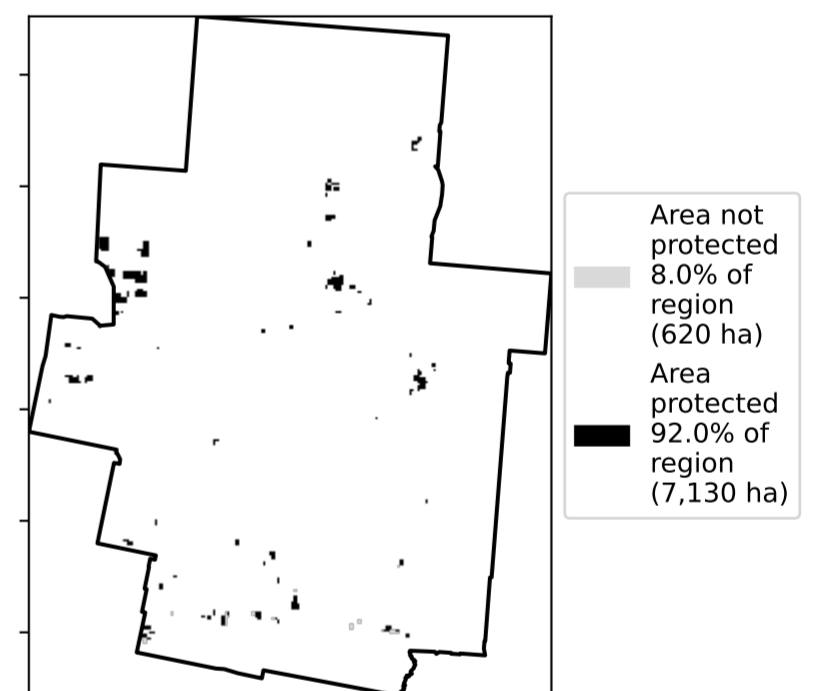 Area not
protected
8.0% of
region
(620 ha)
Area
protected
92.0% of
region
(7,130 ha)